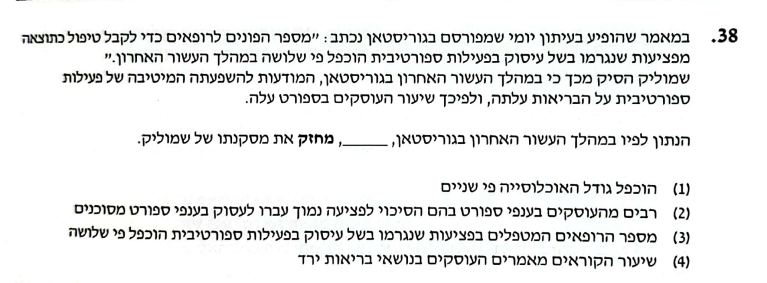 38. במאמר שהופיע בעיתון יומי שמפורסם בגוריסטאן נכתב: "מספר הפונים לרופאים כדי לקבל טיפול כתוצאה
מפציעות שנגרמו בשל עיסוק בפעילות ספורטיבית הוכפל פי שלושה במהלך העשור האחרון."
שמוליק הסיק מכך כי במהלך העשור האחרון בגוריסטאן, המודעות להשפעתה המיטיבה של פעילות
ספורטיבית על הבריאות עלתה, ולפיכך שיעור העוסקים בספורט עלה.
הנתון לפיו במהלך העשור האחרון בגוריסטאן, ______, מחזק את מסקנתו של שמוליק.
(1) הוכפל גודל האוכלוסייה פי שניים
(2) רבים מהעוסקים בענפי ספורט בהם הסיכוי לפציעה נמוך עברו לעסוק בענפי ספורט מסוכנים
(3) מספר הרופאים המטפלים בפציעות שנגרמו בשל עיסוק בפעילות ספורטיבית הוכפל פי שלושה
(4) שיעור הקוראים מאמרים העוסקים בנושאי בריאות ירד